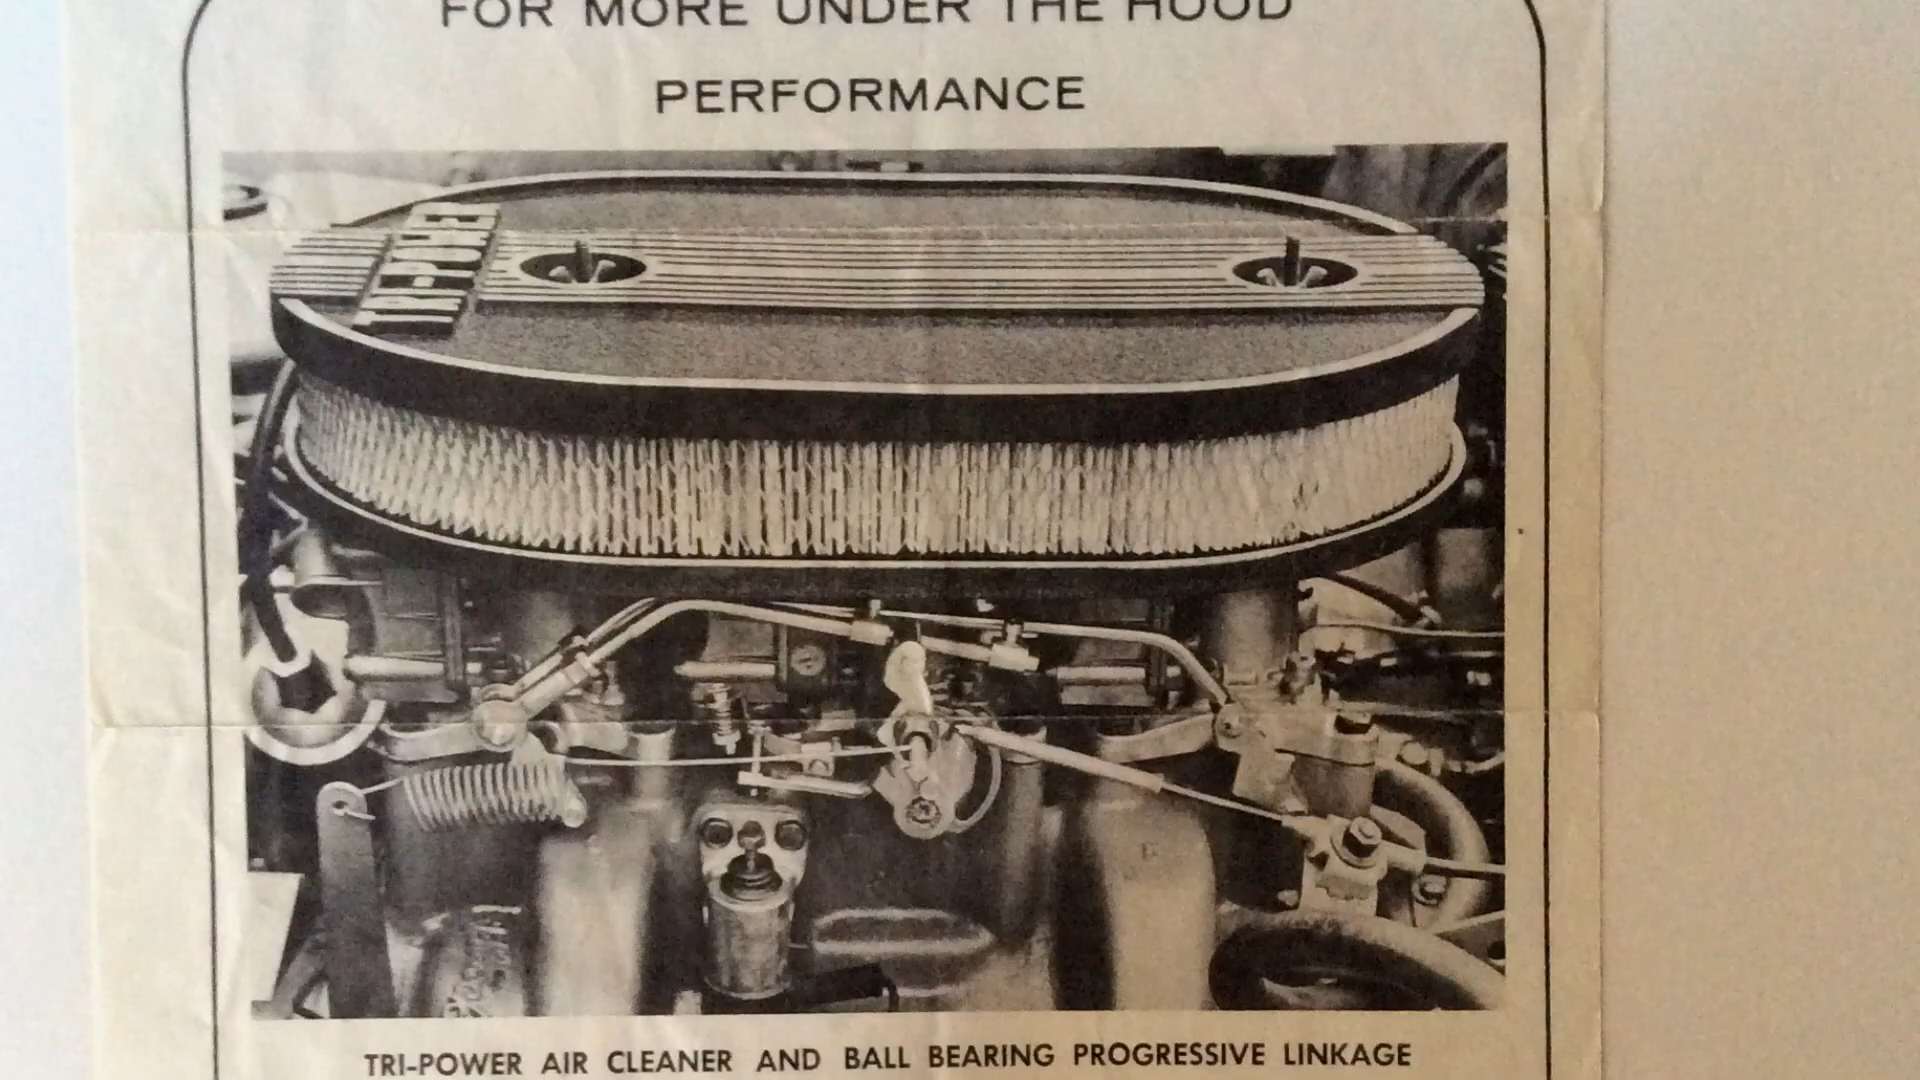 FOR MORE UNDER THE HOOD
PERFORMANCE
TRI-POWER
TRI-POWER AIR CLEANER AND BALL BEARING PROGRESSIVE LINKAGE